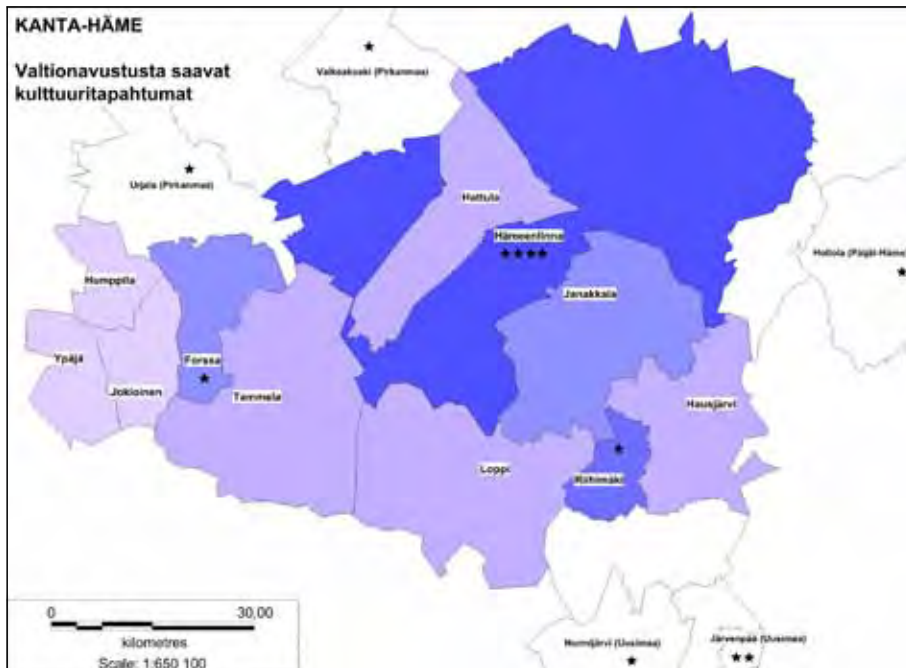 KANTA-HÄME
Valtionavustusta saavat
kulttuuritapahtumat
Valkeakoski (Pirkanmaa)
Urjala (Pirkanmaa)
Hattula
Hämeenlinna
Hollola (Päijät-Häme)
Humppila
Janakkala
Ypäjä
Forssa
Jokioinen
Tammela
Hausjärvi
Loppi
Riihimäki
0 30,00
kilometres
Scale: 1:650 100
Nurmijärvi (Uusimaa)
Järvenpää (Uusimaa)